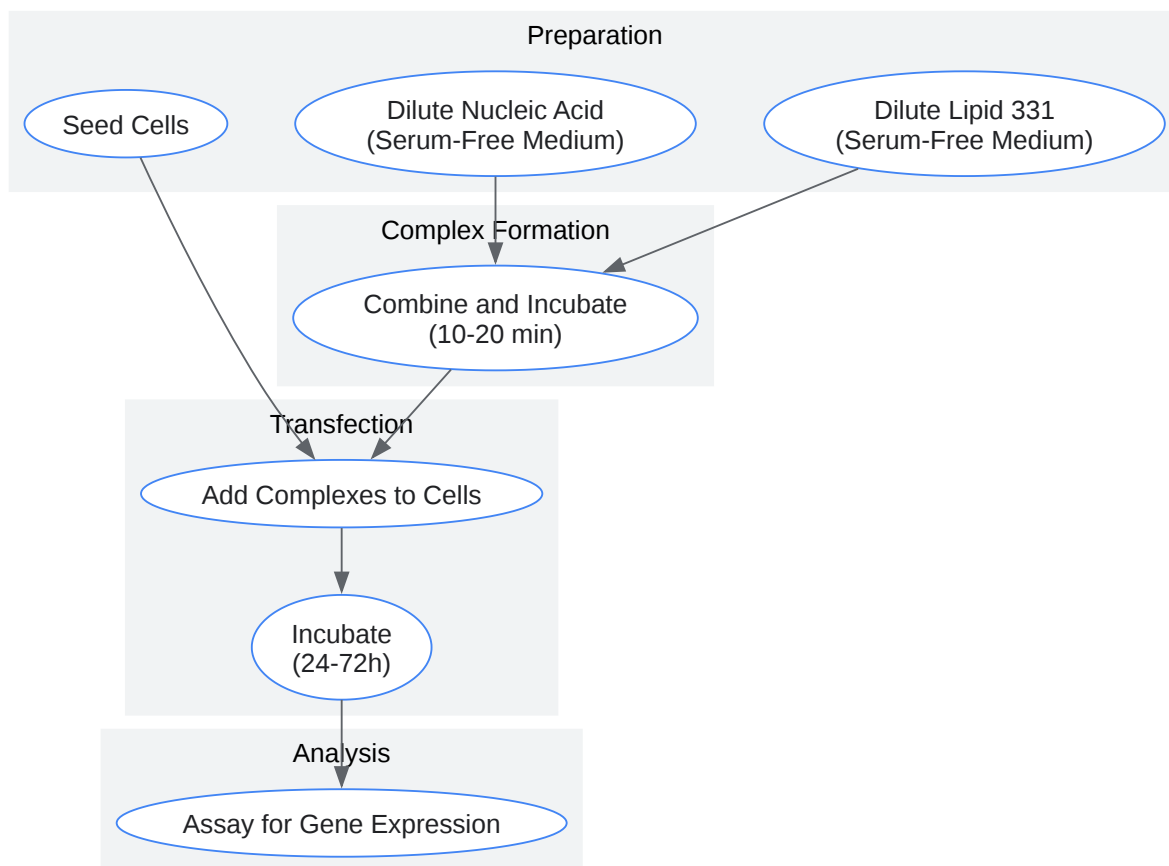 Preparation
Seed Cells
Dilute Nucleic Acid
(Serum-Free Medium)
Dilute Lipid 331
(Serum-Free Medium)
Complex Formation
Combine and Incubate
(10-20 min)
Transfection
Add Complexes to Cells
Incubate
(24-72h)
Analysis
Assay for Gene Expression